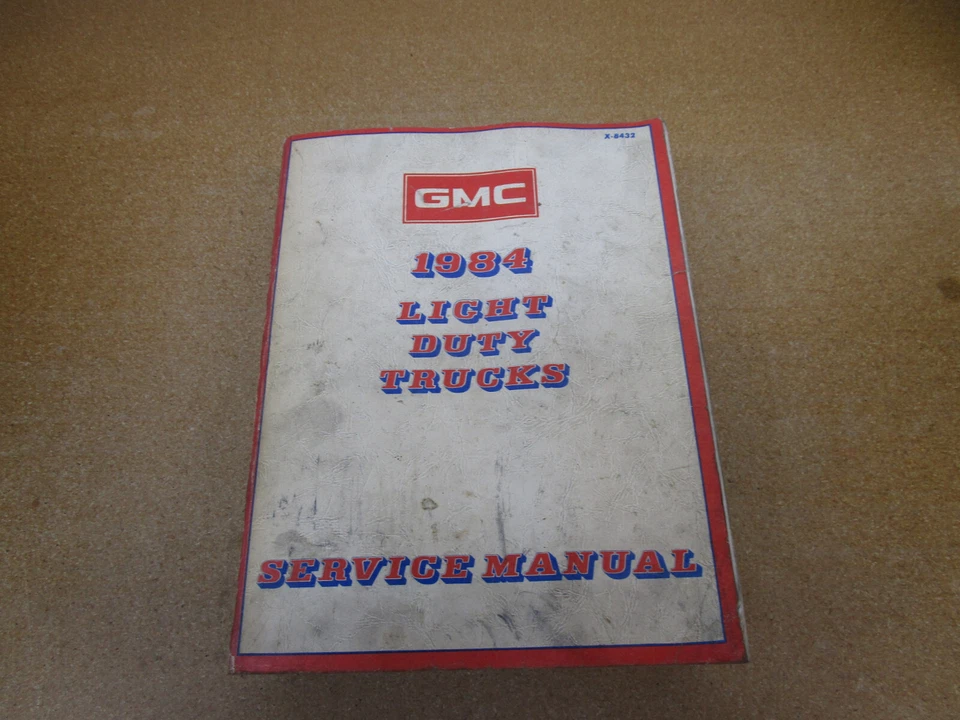 X-8432
GMC
1984
LIGHT
DUTY
TRUCKS
SERVICE MANUAL